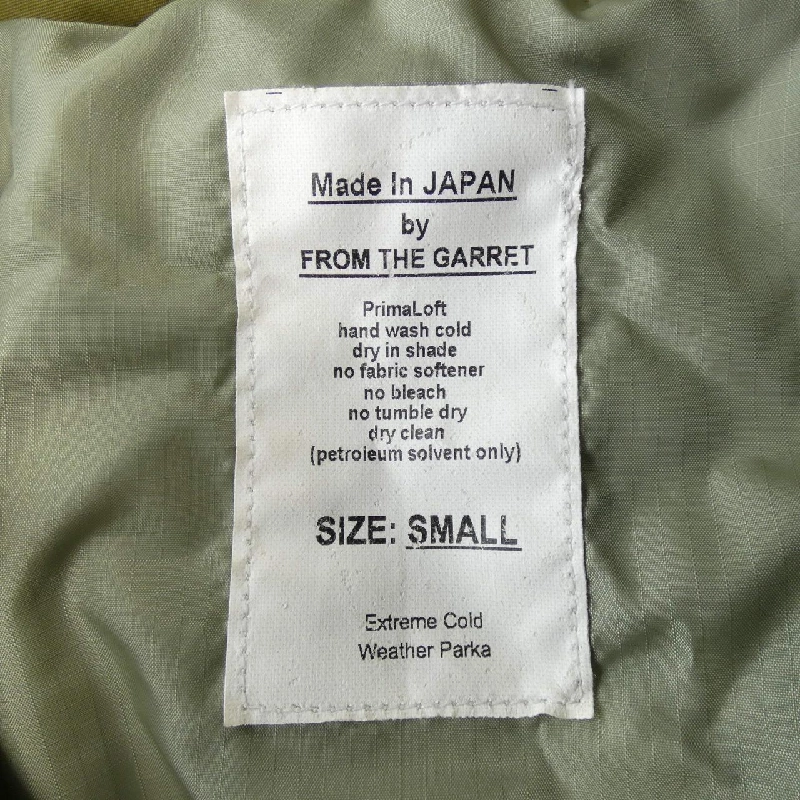 Made In JAPAN
by
FROM THE GARRET
PrimaLoft
hand wash cold
dry in shade
no fabric softener
no bleach
no tumble dry
dry clean
(petroleum solvent only)
SIZE: SMALL
Extreme Cold
Weather Parka